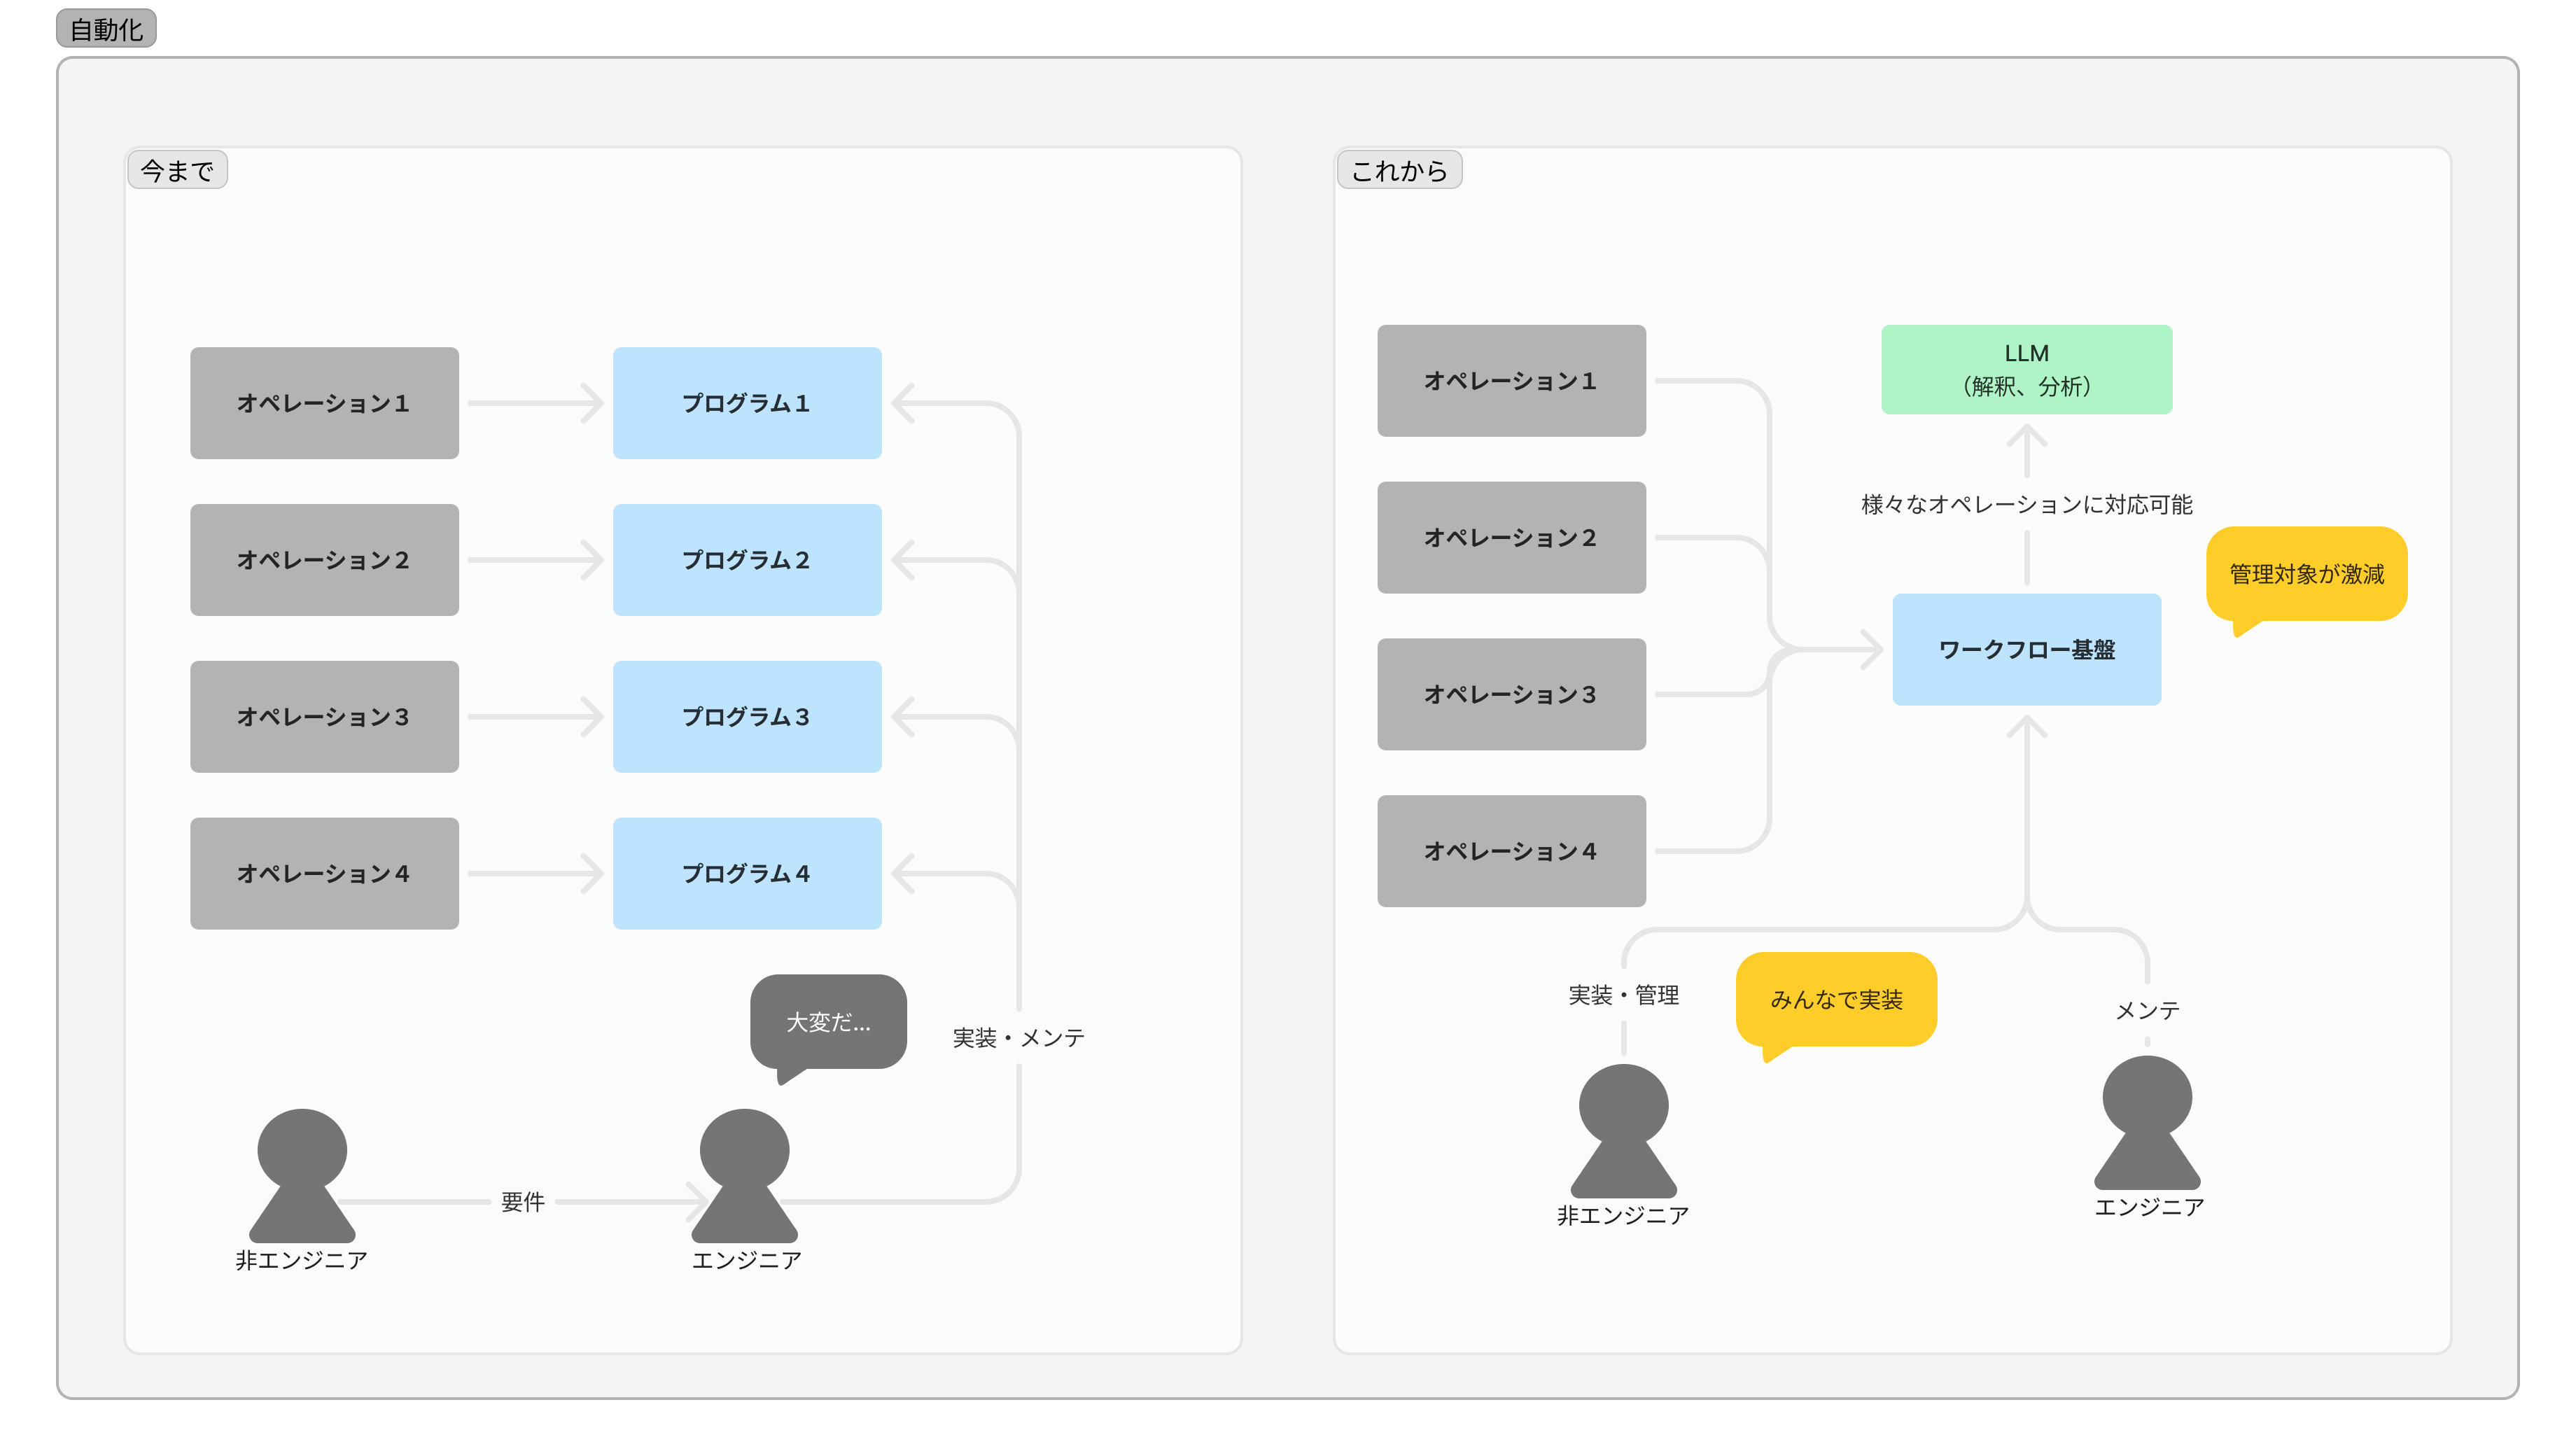 自動化
今まで
オペレーション１
プログラム１
オペレーション２
プログラム２
オペレーション３
プログラム３
オペレーション４
プログラム４
大変だ...
実装・メンテ
要件
非エンジニア
エンジニア
これから
オペレーション１
オペレーション２
オペレーション３
オペレーション４
LLM
（解釈、分析）
様々なオペレーションに対応可能
管理対象が激減
ワークフロー基盤
実装・管理
みんなで実装
メンテ
非エンジニア
エンジニア